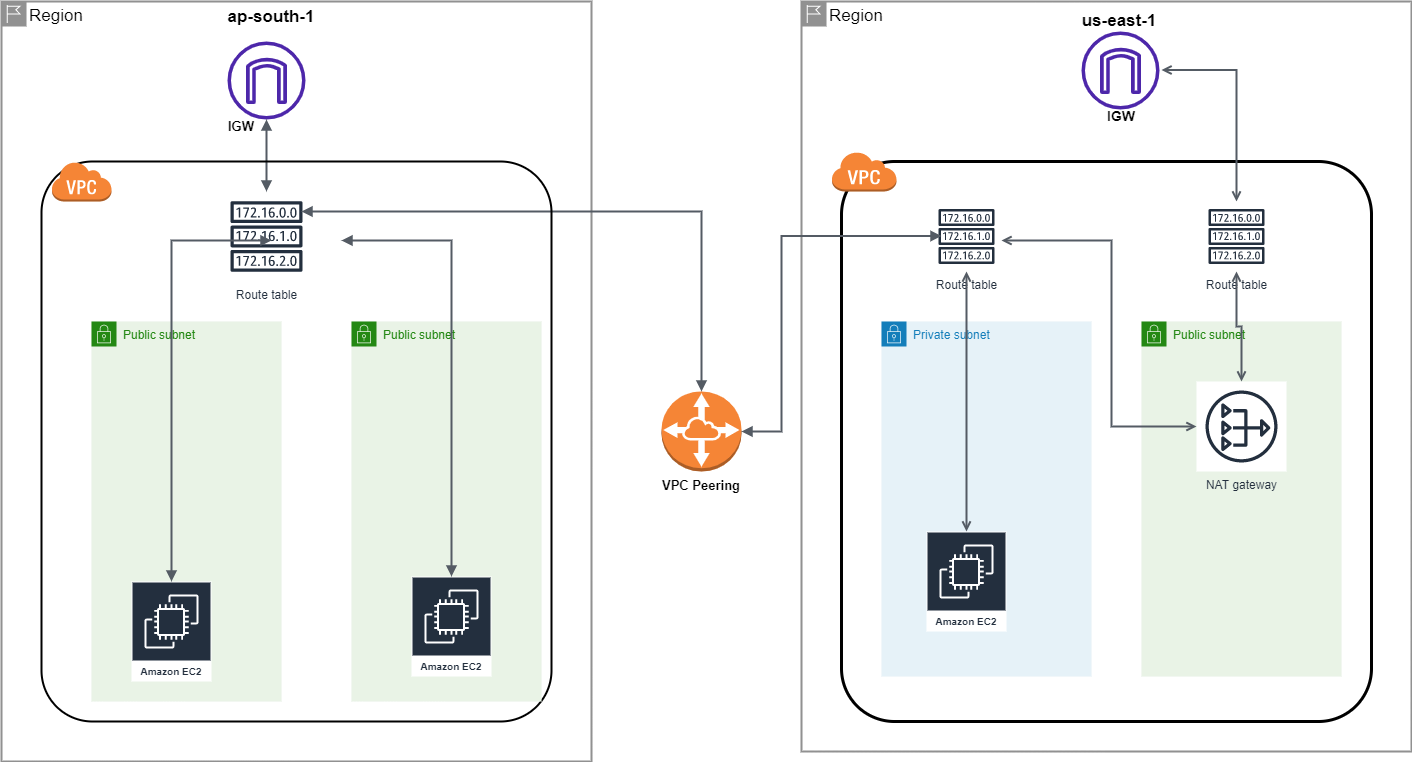 Region
ap-south-1
IGW
VPC
172.16.0.0
172.16.1.0
172.16.2.0
Route table
Public subnet
Public subnet
Amazon EC2
Amazon EC2
VPC Peering
Region
us-east-1
IGW
VPC
172.16.0.0
172.16.1.0
172.16.2.0
Route table
172.16.0.0
172.16.1.0
172.16.2.0
Route table
Private subnet
Public subnet
NAT gateway
Amazon EC2